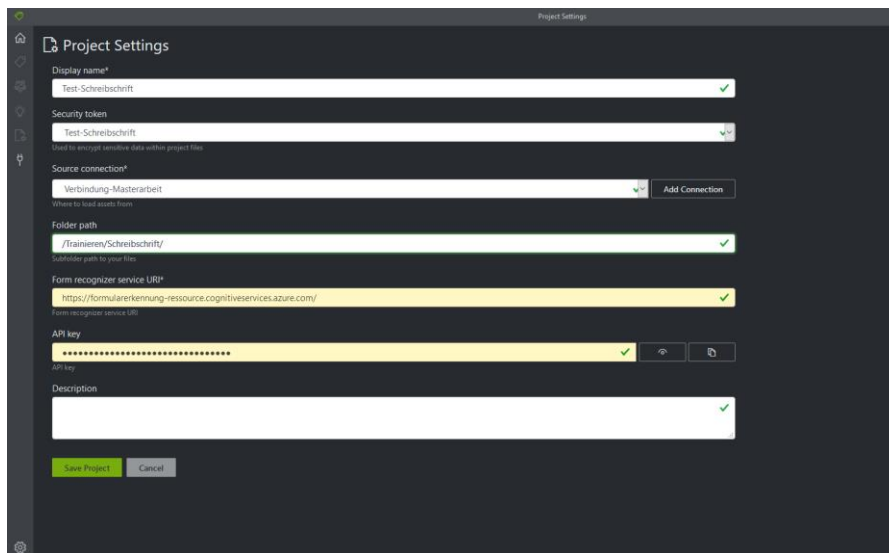 Project Settings
Project Settings
Display name*
Test-Schreibschrift
Security token
Test-Schreibschrift
Used to encrypt sensitive data within project files
Source connection*
Verbindung-Masterarbeit
Add Connection
Where to load assets from
Folder path
/Trainieren/Schreibschrift/
Subfolder path to your files
Form recognizer service URI*
https://formularerkennung-ressource.cognitiveservices.azure.com/
Form recognizer service URI
API key
API key
Description
Save Project Cancel